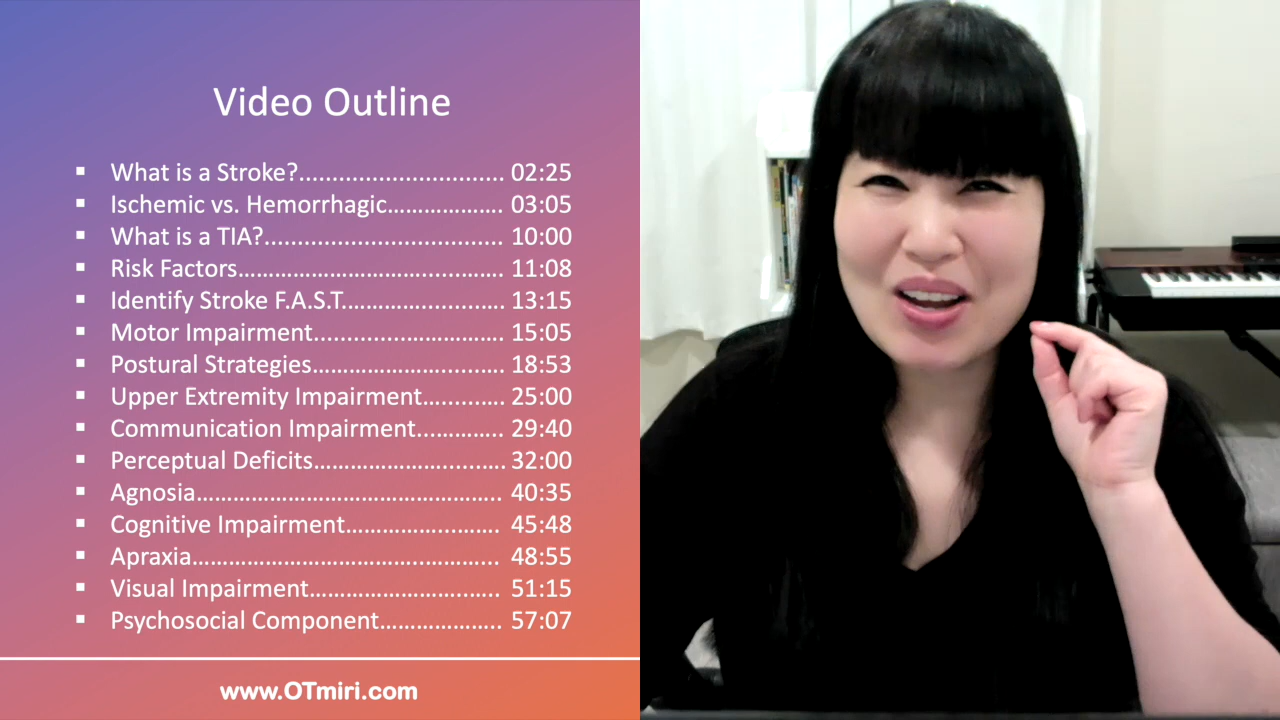 Video Outline
▪ What is a Stroke?................................ 02:25
▪ Ischemic vs. Hemorrhagic.................. 03:05
▪ What is a TIA?..................................... 10:00
▪ Risk Factors......................................... 11:08
▪ Identify Stroke F.A.S.T......................... 13:15
▪ Motor Impairment.............................. 15:05
▪ Postural Strategies.............................. 18:53
▪ Upper Extremity Impairment............. 25:00
▪ Communication Impairment.............. 29:40
▪ Perceptual Deficits.............................. 32:00
▪ Agnosia................................................ 40:35
▪ Cognitive Impairment......................... 45:48
▪ Apraxia................................................ 48:55
▪ Visual Impairment.............................. 51:15
▪ Psychosocial Component................... 57:07
www.OTmiri.com